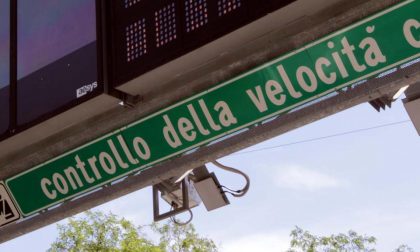 controllo della velocità c